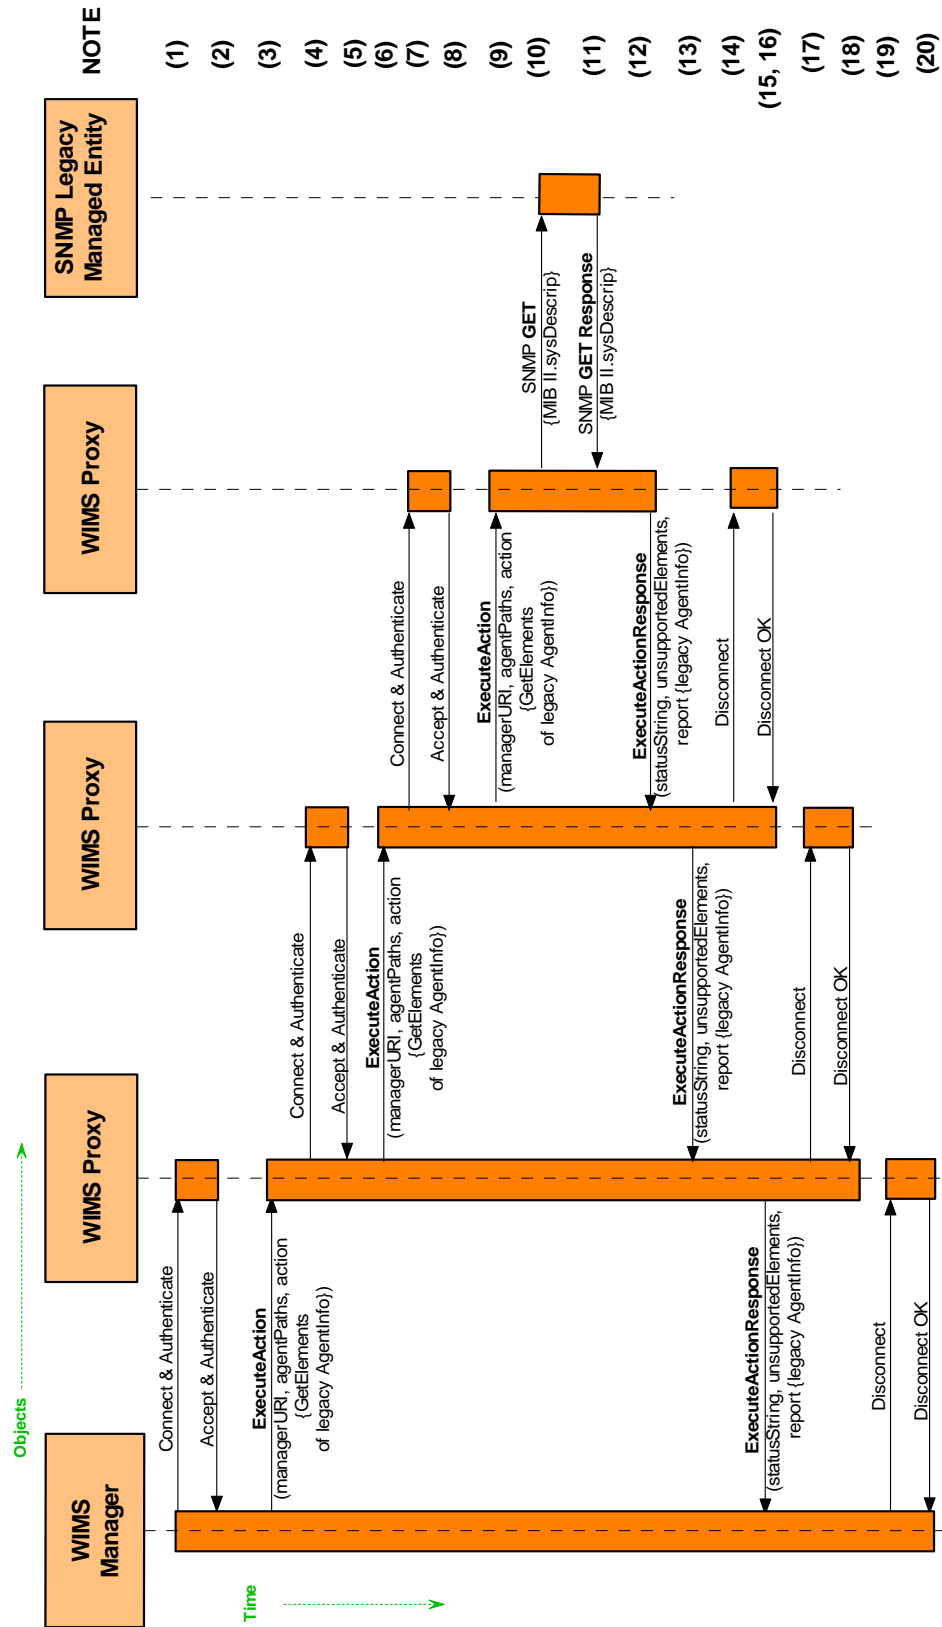 Objects
Time
WIMS
Manager
WIMS Proxy
WIMS Proxy
WIMS Proxy
SNMP Legacy
Managed Entity
NOTE
Connect & Authenticate
(1)
Accept & Authenticate
(2)
ExecuteAction
(managerURI, agentPaths, action
{GetElements
of legacy AgentInfo})
(3)
Connect & Authenticate
(4)
Accept & Authenticate
(5)
ExecuteAction
(managerURI, agentPaths, action
{GetElements
of legacy AgentInfo})
(6)
Connect & Authenticate
(7)
Accept & Authenticate
(8)
ExecuteAction
(managerURI, agentPaths, action
{GetElements
of legacy AgentInfo})
(9)
SNMP GET
{MIB II.sysDescrip}
(10)
SNMP GET Response
{MIB II.sysDescrip}
(11)
ExecuteActionResponse
(statusString, unsupportedElements,
report {legacy AgentInfo})
(12)
ExecuteActionResponse
(statusString, unsupportedElements,
report {legacy AgentInfo})
(13)
Disconnect
(14)
ExecuteActionResponse
(statusString, unsupportedElements,
report {legacy AgentInfo})
Disconnect OK
(15, 16)
Disconnect
(17)
Disconnect OK
(18)
Disconnect
(19)
Disconnect OK
(20)